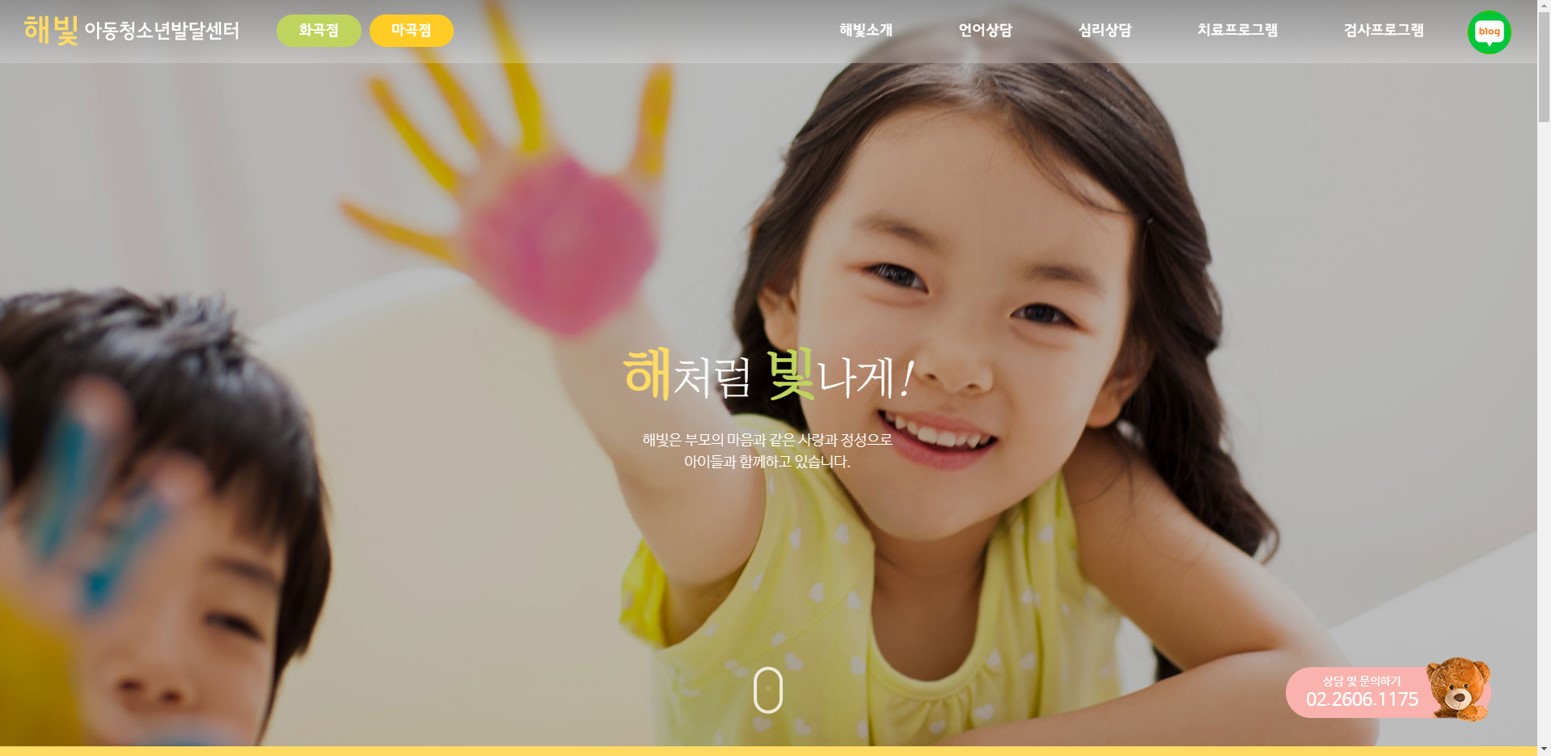 해빛 아동청소년발달센터
화곡점
마곡점
해빛소개
언어상담
심리상담
치료프로그램
검사프로그램
blog
해처럼 빛나게!
해빛은 부모의 마음과 같은 사랑과 정성으로
아이들과 함께하고 있습니다.
상담 및 문의하기
02.2606.1175